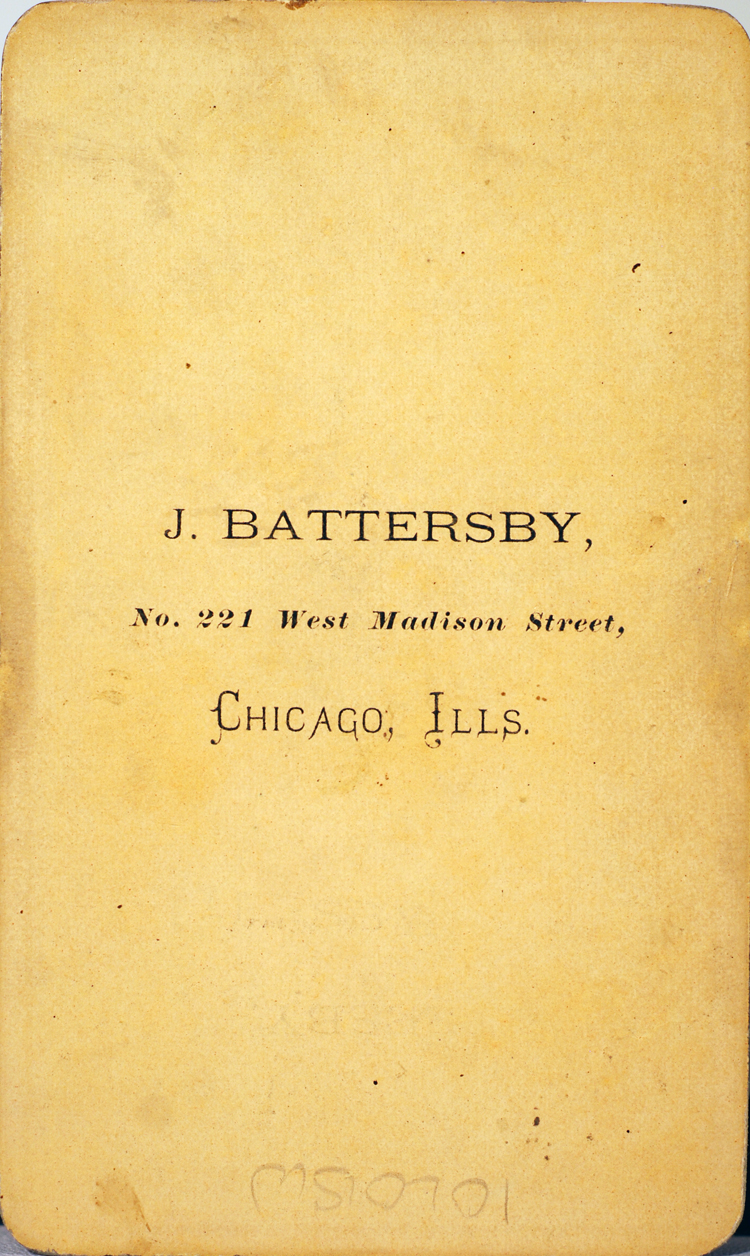 J. BATTERSBY,
No. 221 West Madison Street,
CHICAGO, ILLS.